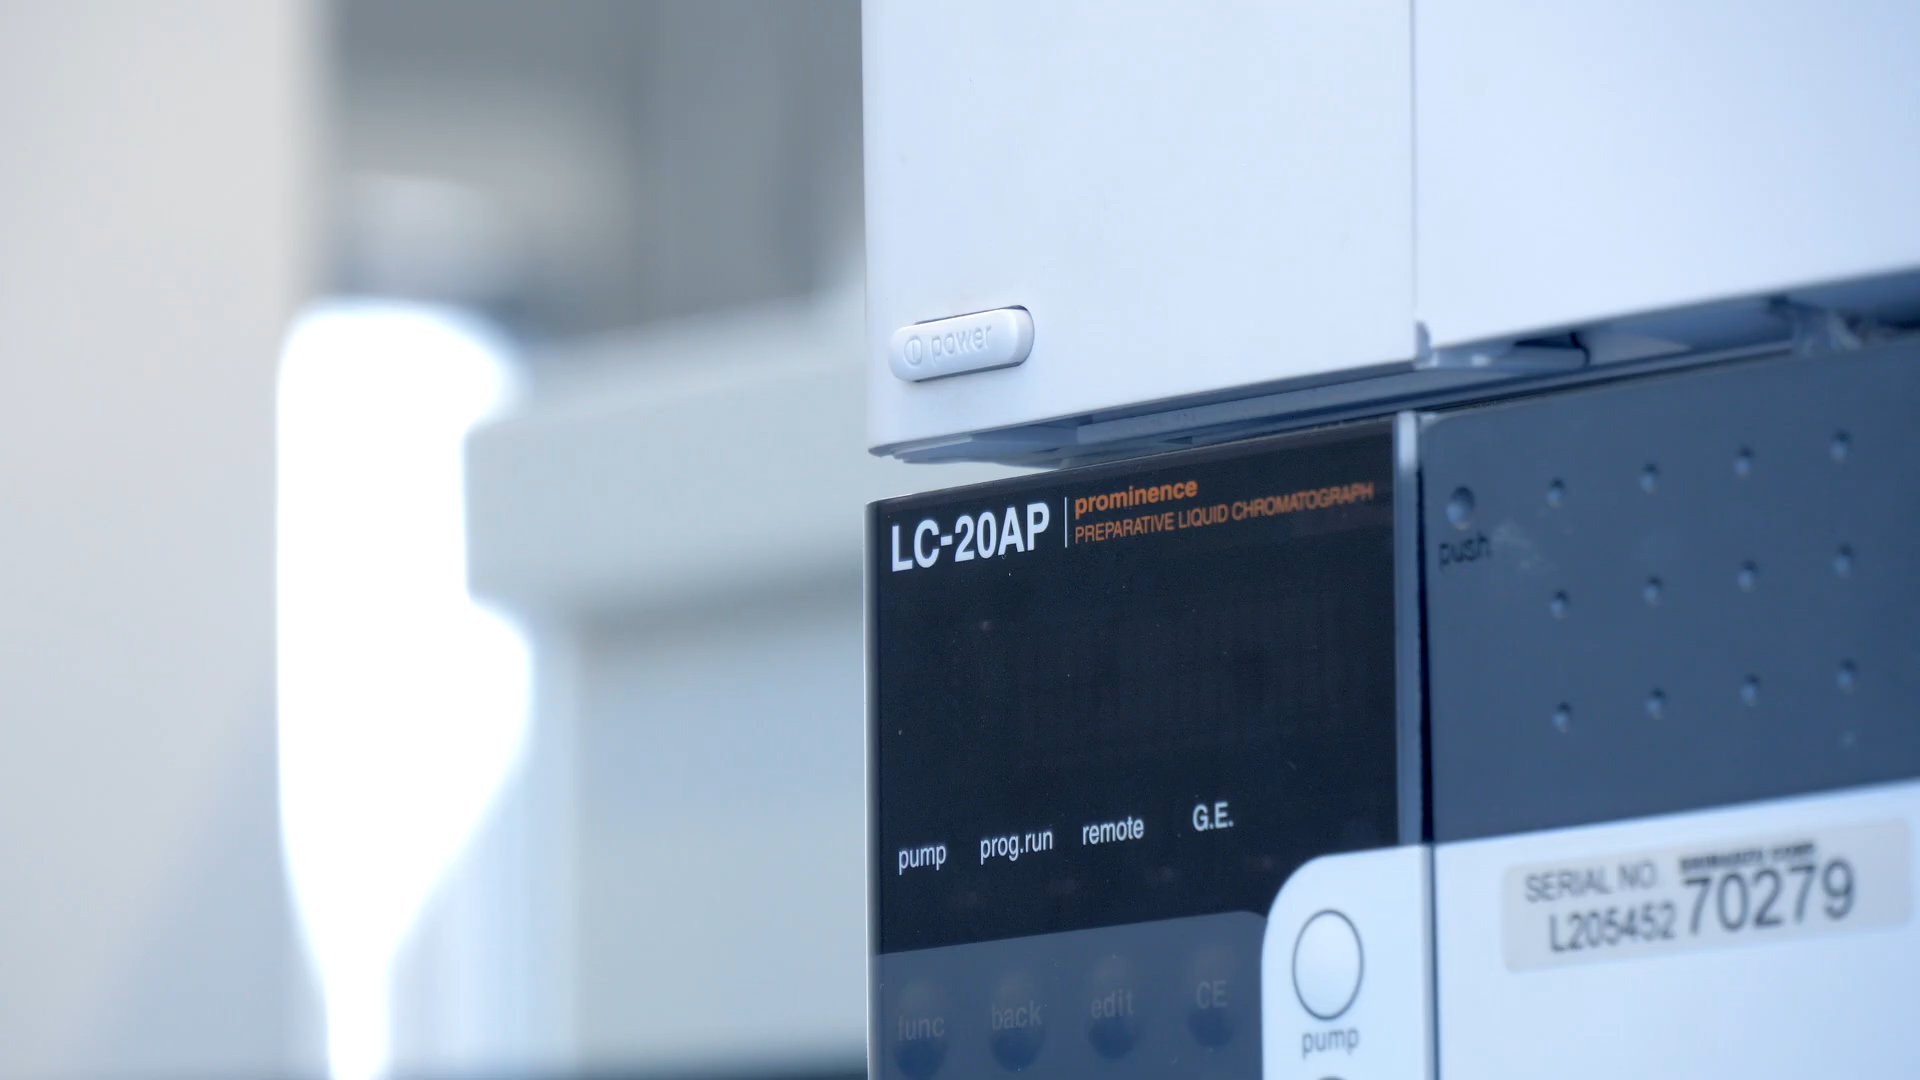 power
LC-20AP
prominence
PREPARATIVE LIQUID CHROMATOGRAPH
push
pump prog.run remote G.E.
SERIAL NO.
L205452 70279
func back edit CE
pump